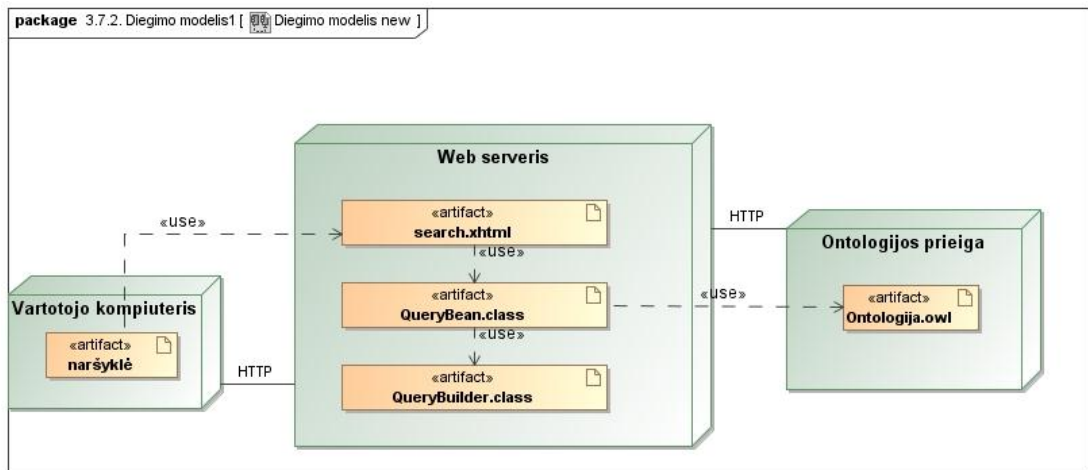 package 3.7.2. Diegimo modelis1 [ Diegimo modelis new ]
Web serveris
«artifact»
search.xhtml
«use»
«use»
HTTP
Ontologijos prieiga
Vartotojo kompiuteris
«artifact»
QueryBean.class
«use»
«artifact»
Ontologija.owl
«use»
«artifact»
naršyklė
HTTP
«artifact»
QueryBuilder.class